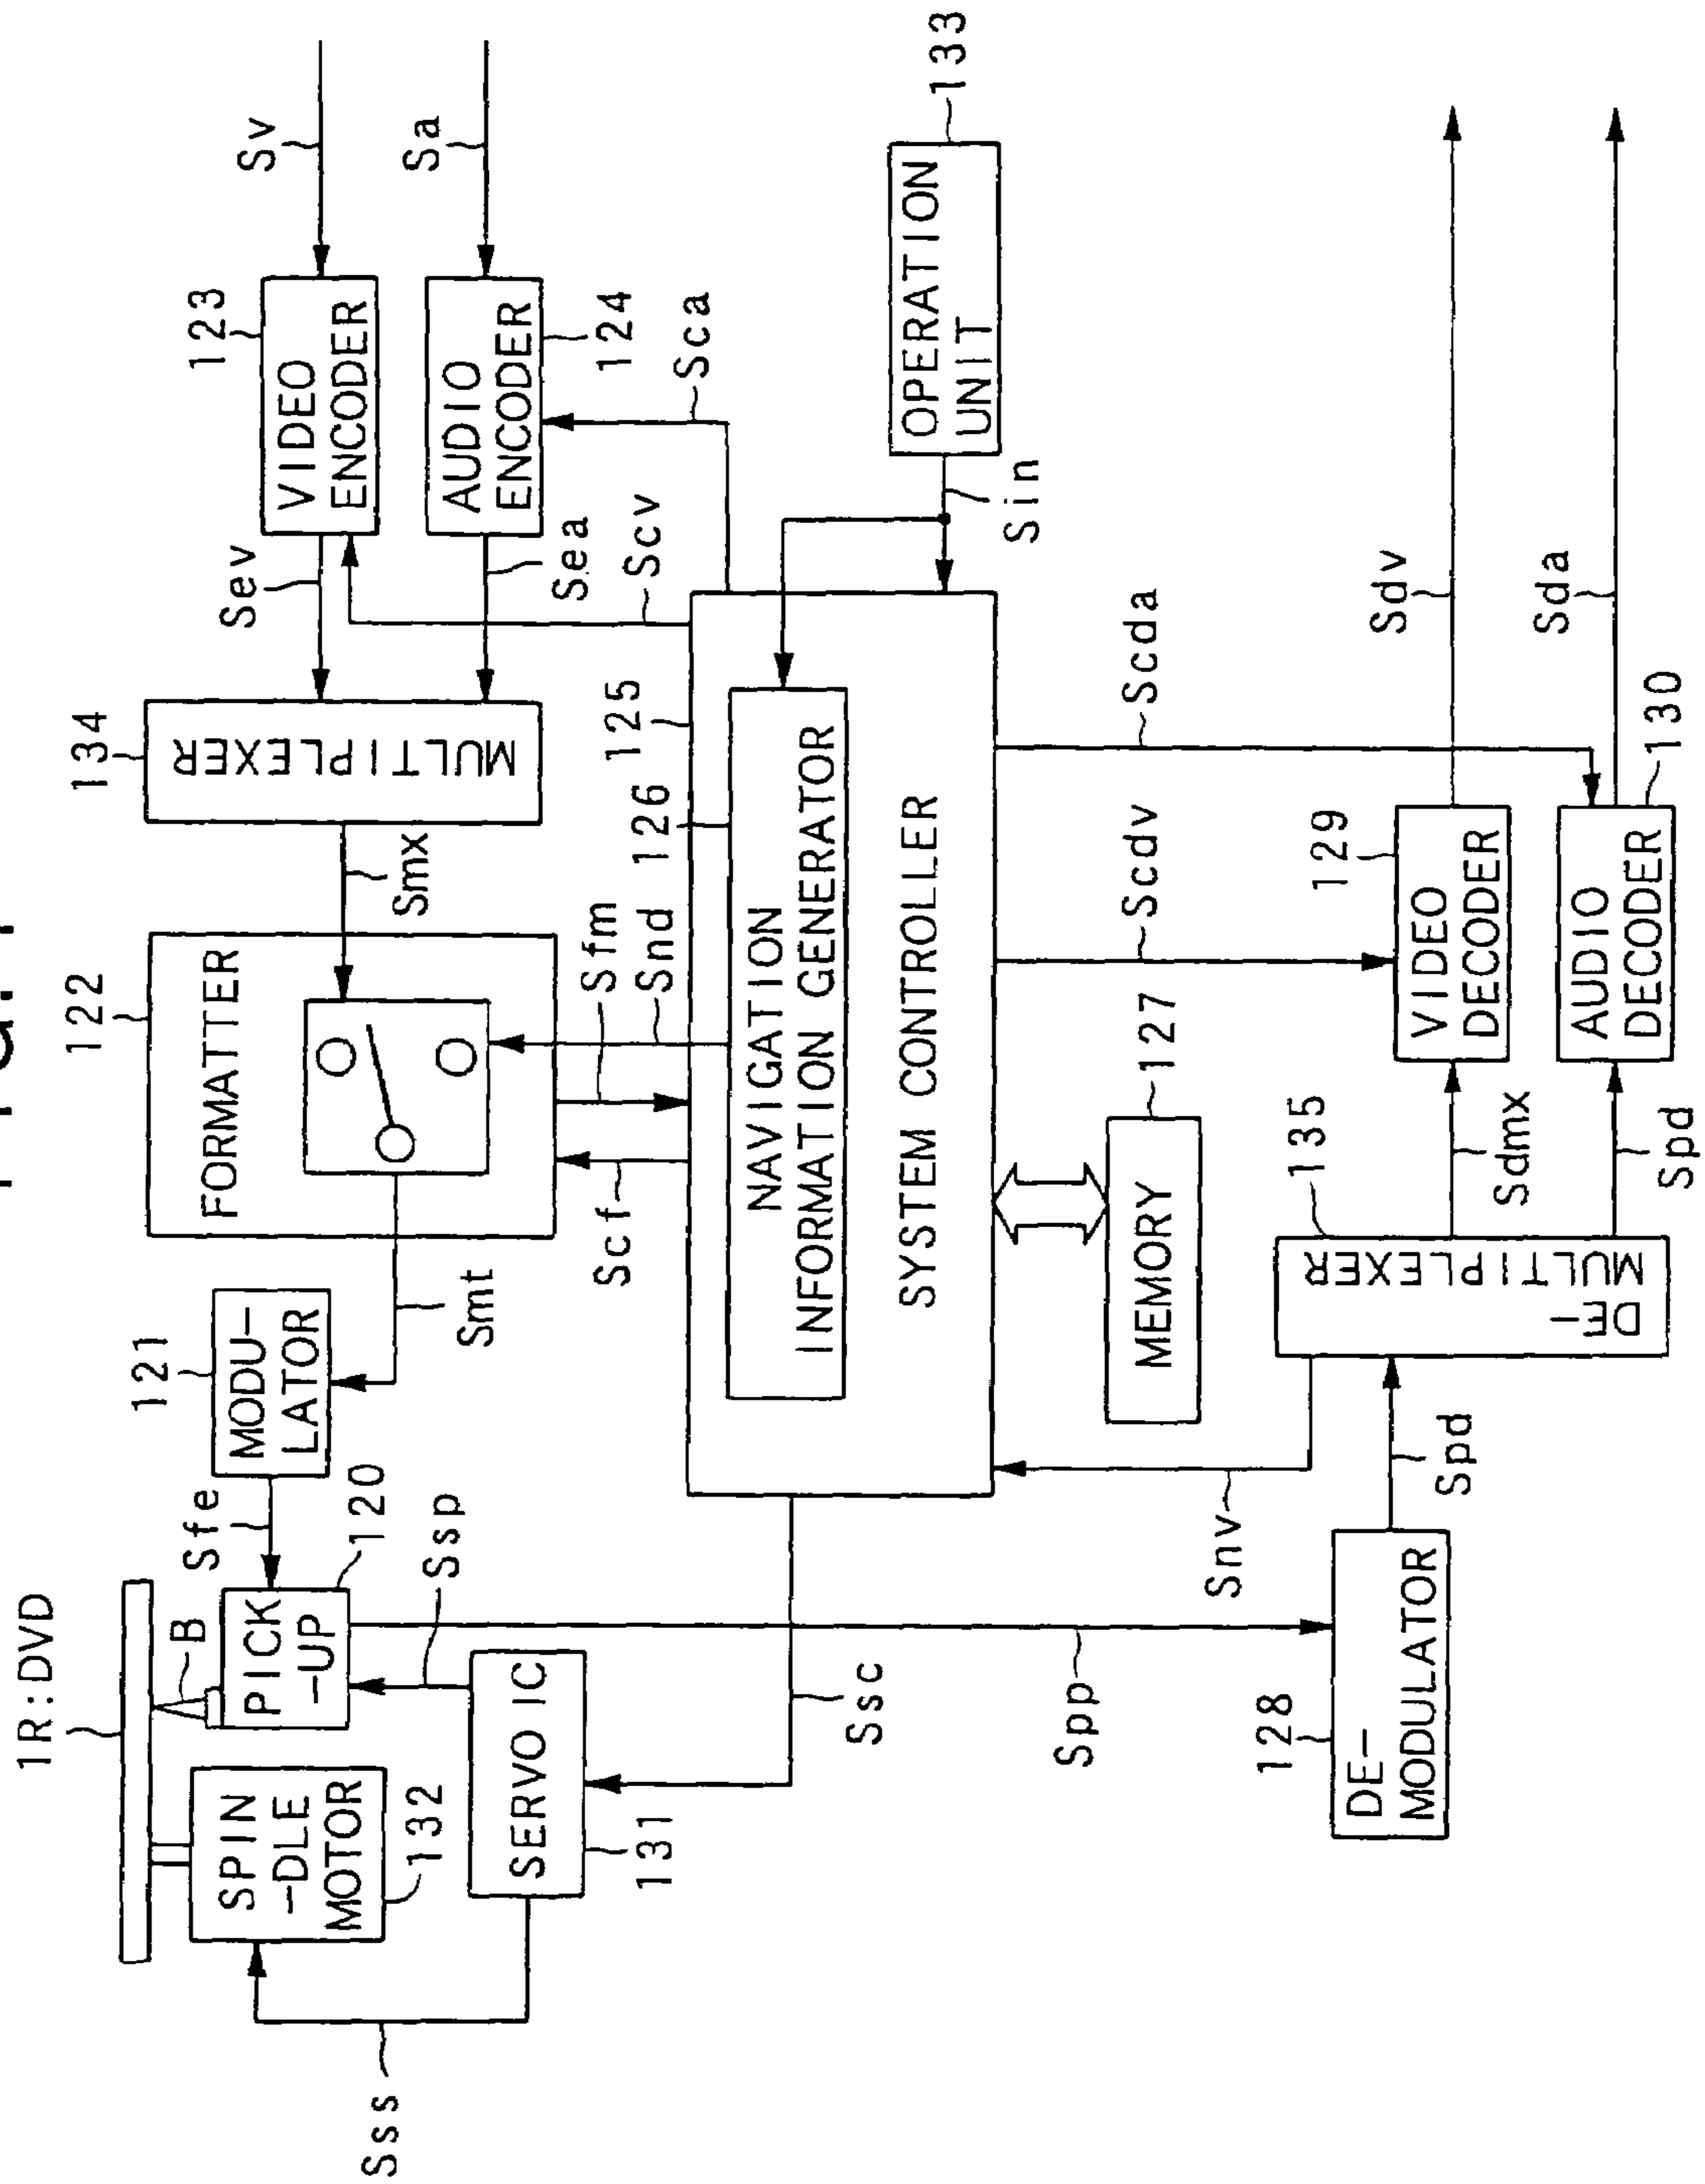 1R:DVD
B
SPIN
-DLE
MOTOR
132
PICK
-UP
120
Sfe
MODU-
LATOR
121
Smt
122
FORMATTER
Smx
134
MULTIPLEXER
Sev
123
VIDEO
ENCODER
Sv
Sea
AUDIO
ENCODER
124
Sa
Sss
SERVO IC
131
Ssp
Ssc
Scf
Sfm
Snd
Scv
Sca
125
126
NAVIGATION
INFORMATION GENERATOR
SYSTEM CONTROLLER
Sin
OPERATION
UNIT
133
MEMORY
127
Spp
Snv
Scdv
Scda
128
DE-
MODULATOR
Spd
135
DE-
MULTIPLEXER
Sdmx
Spd
129
VIDEO
DECODER
Sdv
AUDIO
DECODER
130
Sda